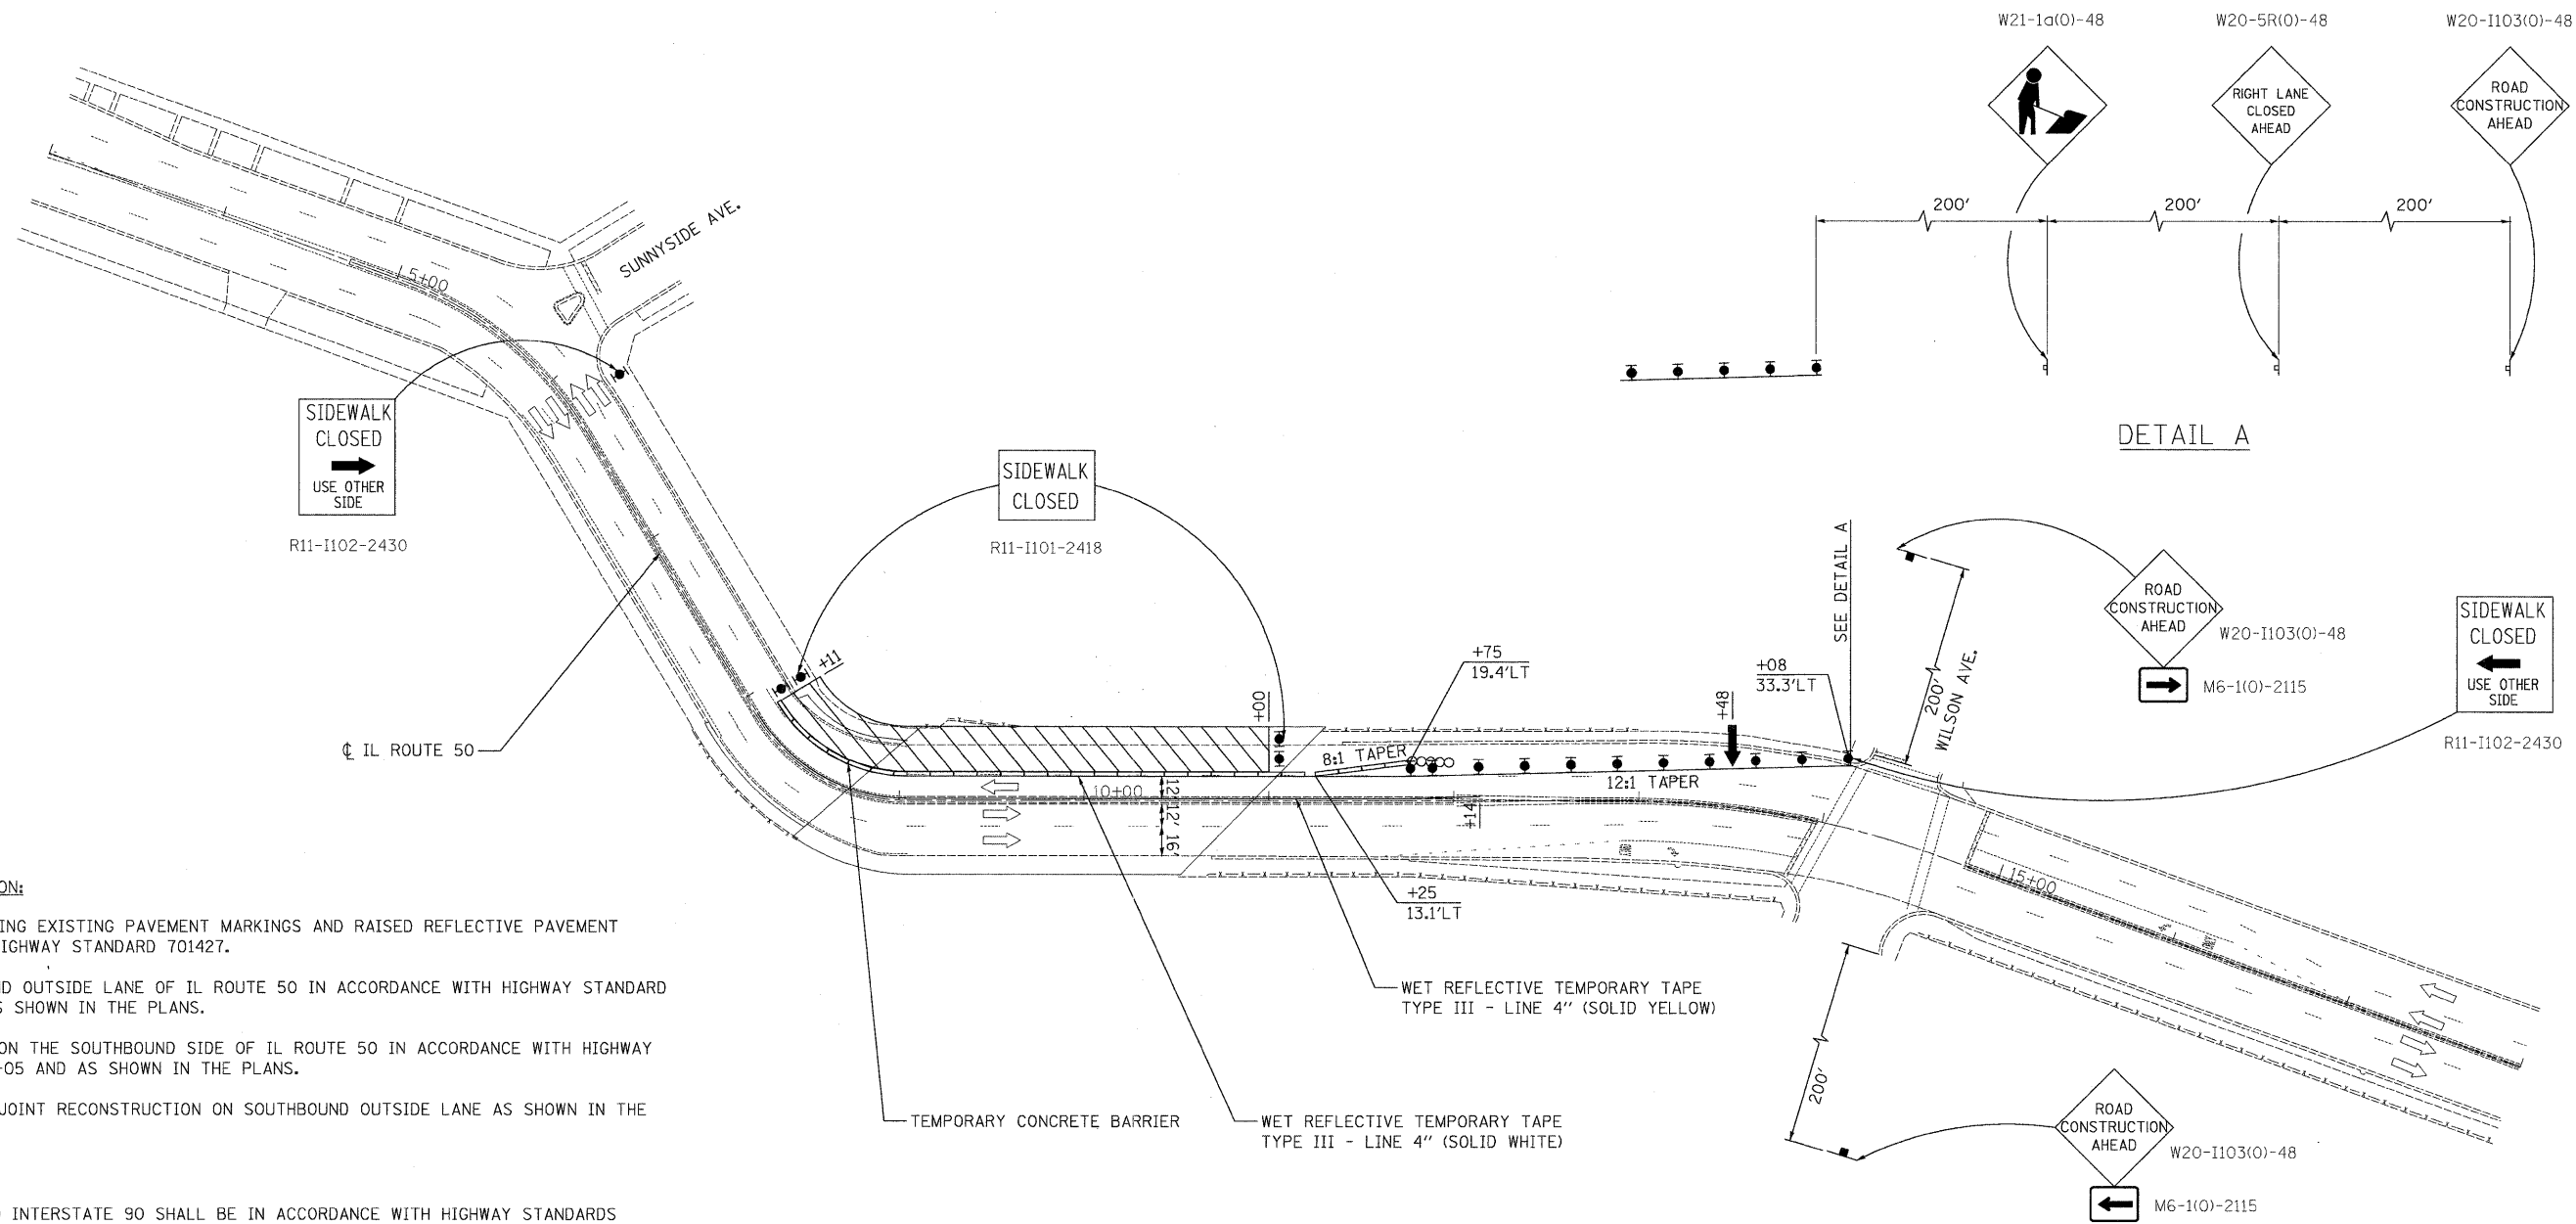 W21-1a(O)-48
W20-5R(O)-48
W20-I103(O)-48
RIGHT LANE
CLOSED
AHEAD
ROAD
CONSTRUCTION
AHEAD
200'
200'
200'
DETAIL A
SUNNYSIDE AVE.
5+00
SIDEWALK
CLOSED
USE OTHER
SIDE
R11-I102-2430
SIDEWALK
CLOSED
R11-I101-2418
℄ IL ROUTE 50
+11
+00
8:1 TAPER
+75
19.4'LT
+48
+08
33.3'LT
SEE DETAIL A
12:1 TAPER
10+00
12'
12'
16'
+14
+25
13.1'LT
200'
WILSON AVE.
ROAD
CONSTRUCTION
AHEAD
W20-I103(O)-48
M6-1(O)-2115
SIDEWALK
CLOSED
USE OTHER
SIDE
R11-I102-2430
15+00
200'
ROAD
CONSTRUCTION
AHEAD
W20-I103(O)-48
M6-1(O)-2115
WET REFLECTIVE TEMPORARY TAPE
TYPE III - LINE 4" (SOLID YELLOW)
TEMPORARY CONCRETE BARRIER
WET REFLECTIVE TEMPORARY TAPE
TYPE III - LINE 4" (SOLID WHITE)
ON:
ING EXISTING PAVEMENT MARKINGS AND RAISED REFLECTIVE PAVEMENT
IGHWAY STANDARD 701427.
D OUTSIDE LANE OF IL ROUTE 50 IN ACCORDANCE WITH HIGHWAY STANDARD
S SHOWN IN THE PLANS.
ON THE SOUTHBOUND SIDE OF IL ROUTE 50 IN ACCORDANCE WITH HIGHWAY
-05 AND AS SHOWN IN THE PLANS.
JOINT RECONSTRUCTION ON SOUTHBOUND OUTSIDE LANE AS SHOWN IN THE
INTERSTATE 90 SHALL BE IN ACCORDANCE WITH HIGHWAY STANDARDS